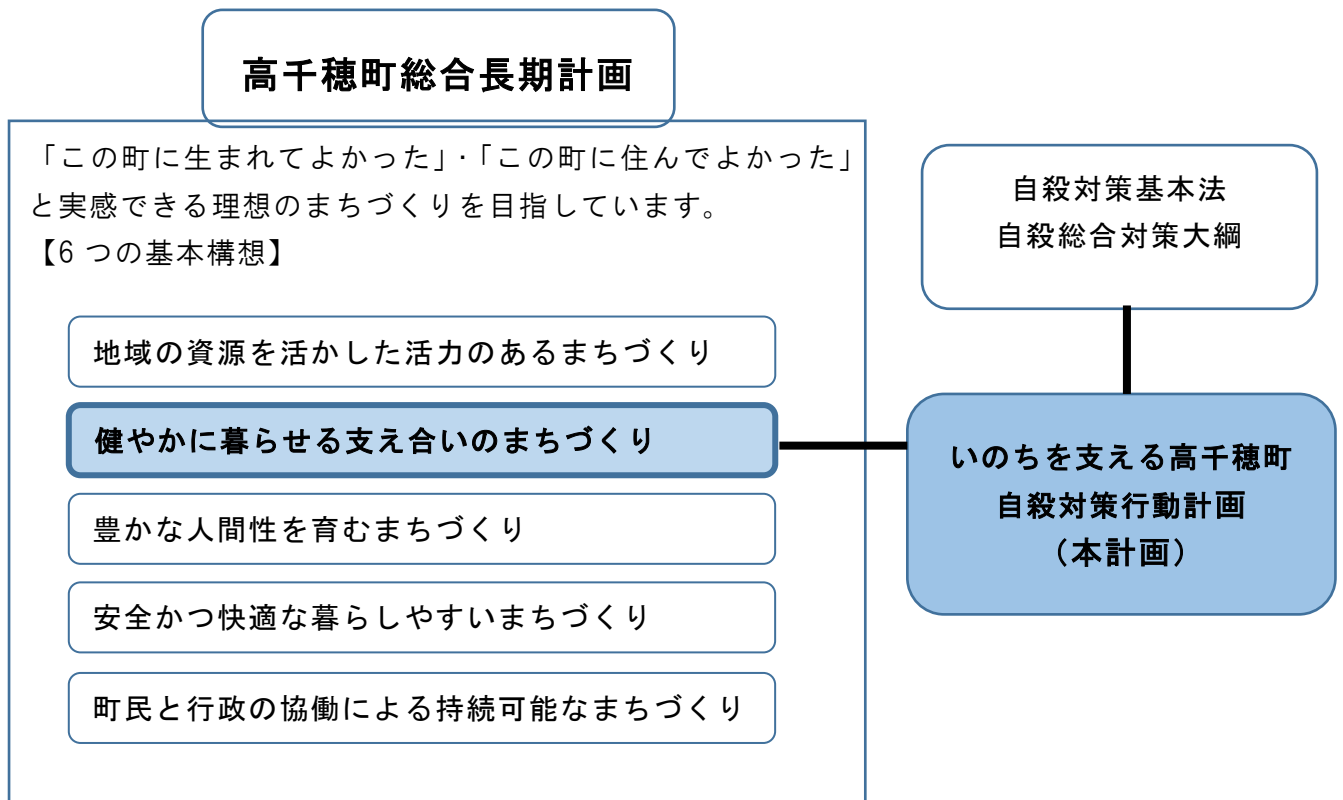 高千穂町総合長期計画
「この町に生まれてよかった」･「この町に住んでよかった」
と実感できる理想のまちづくりを目指しています。
【6 つの基本構想】
地域の資源を活かした活力のあるまちづくり
健やかに暮らせる支え合いのまちづくり
豊かな人間性を育むまちづくり
安全かつ快適な暮らしやすいまちづくり
町民と行政の協働による持続可能なまちづくり
自殺対策基本法
自殺総合対策大綱
いのちを支える高千穂町
自殺対策行動計画
（本計画）